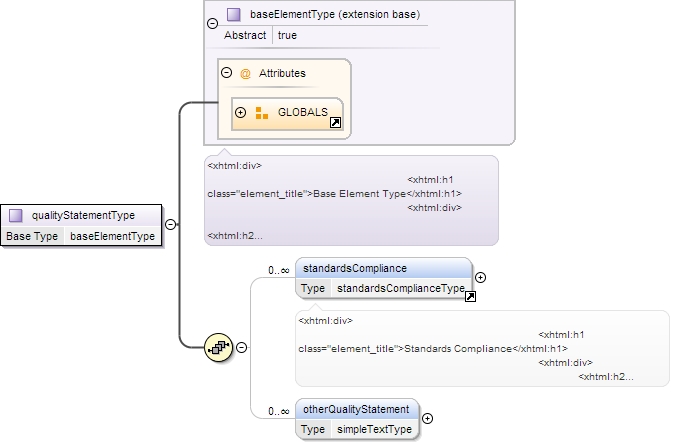 baseElementType (extension base)
Abstract true
@ Attributes
GLOBALS
<xhtml:div>
<xhtml:h1
class="element_title">Base Element Type</xhtml:h1>
<xhtml:div>
<xhtml:h2...
qualityStatementType
Base Type baseElementType
0..∞ standardsCompliance
Type standardsComplianceType
<xhtml:div>
<xhtml:h1
class="element_title">Standards Compliance</xhtml:h1>
<xhtml:div>
<xhtml:h2...
0..∞ otherQualityStatement
Type simpleTextType